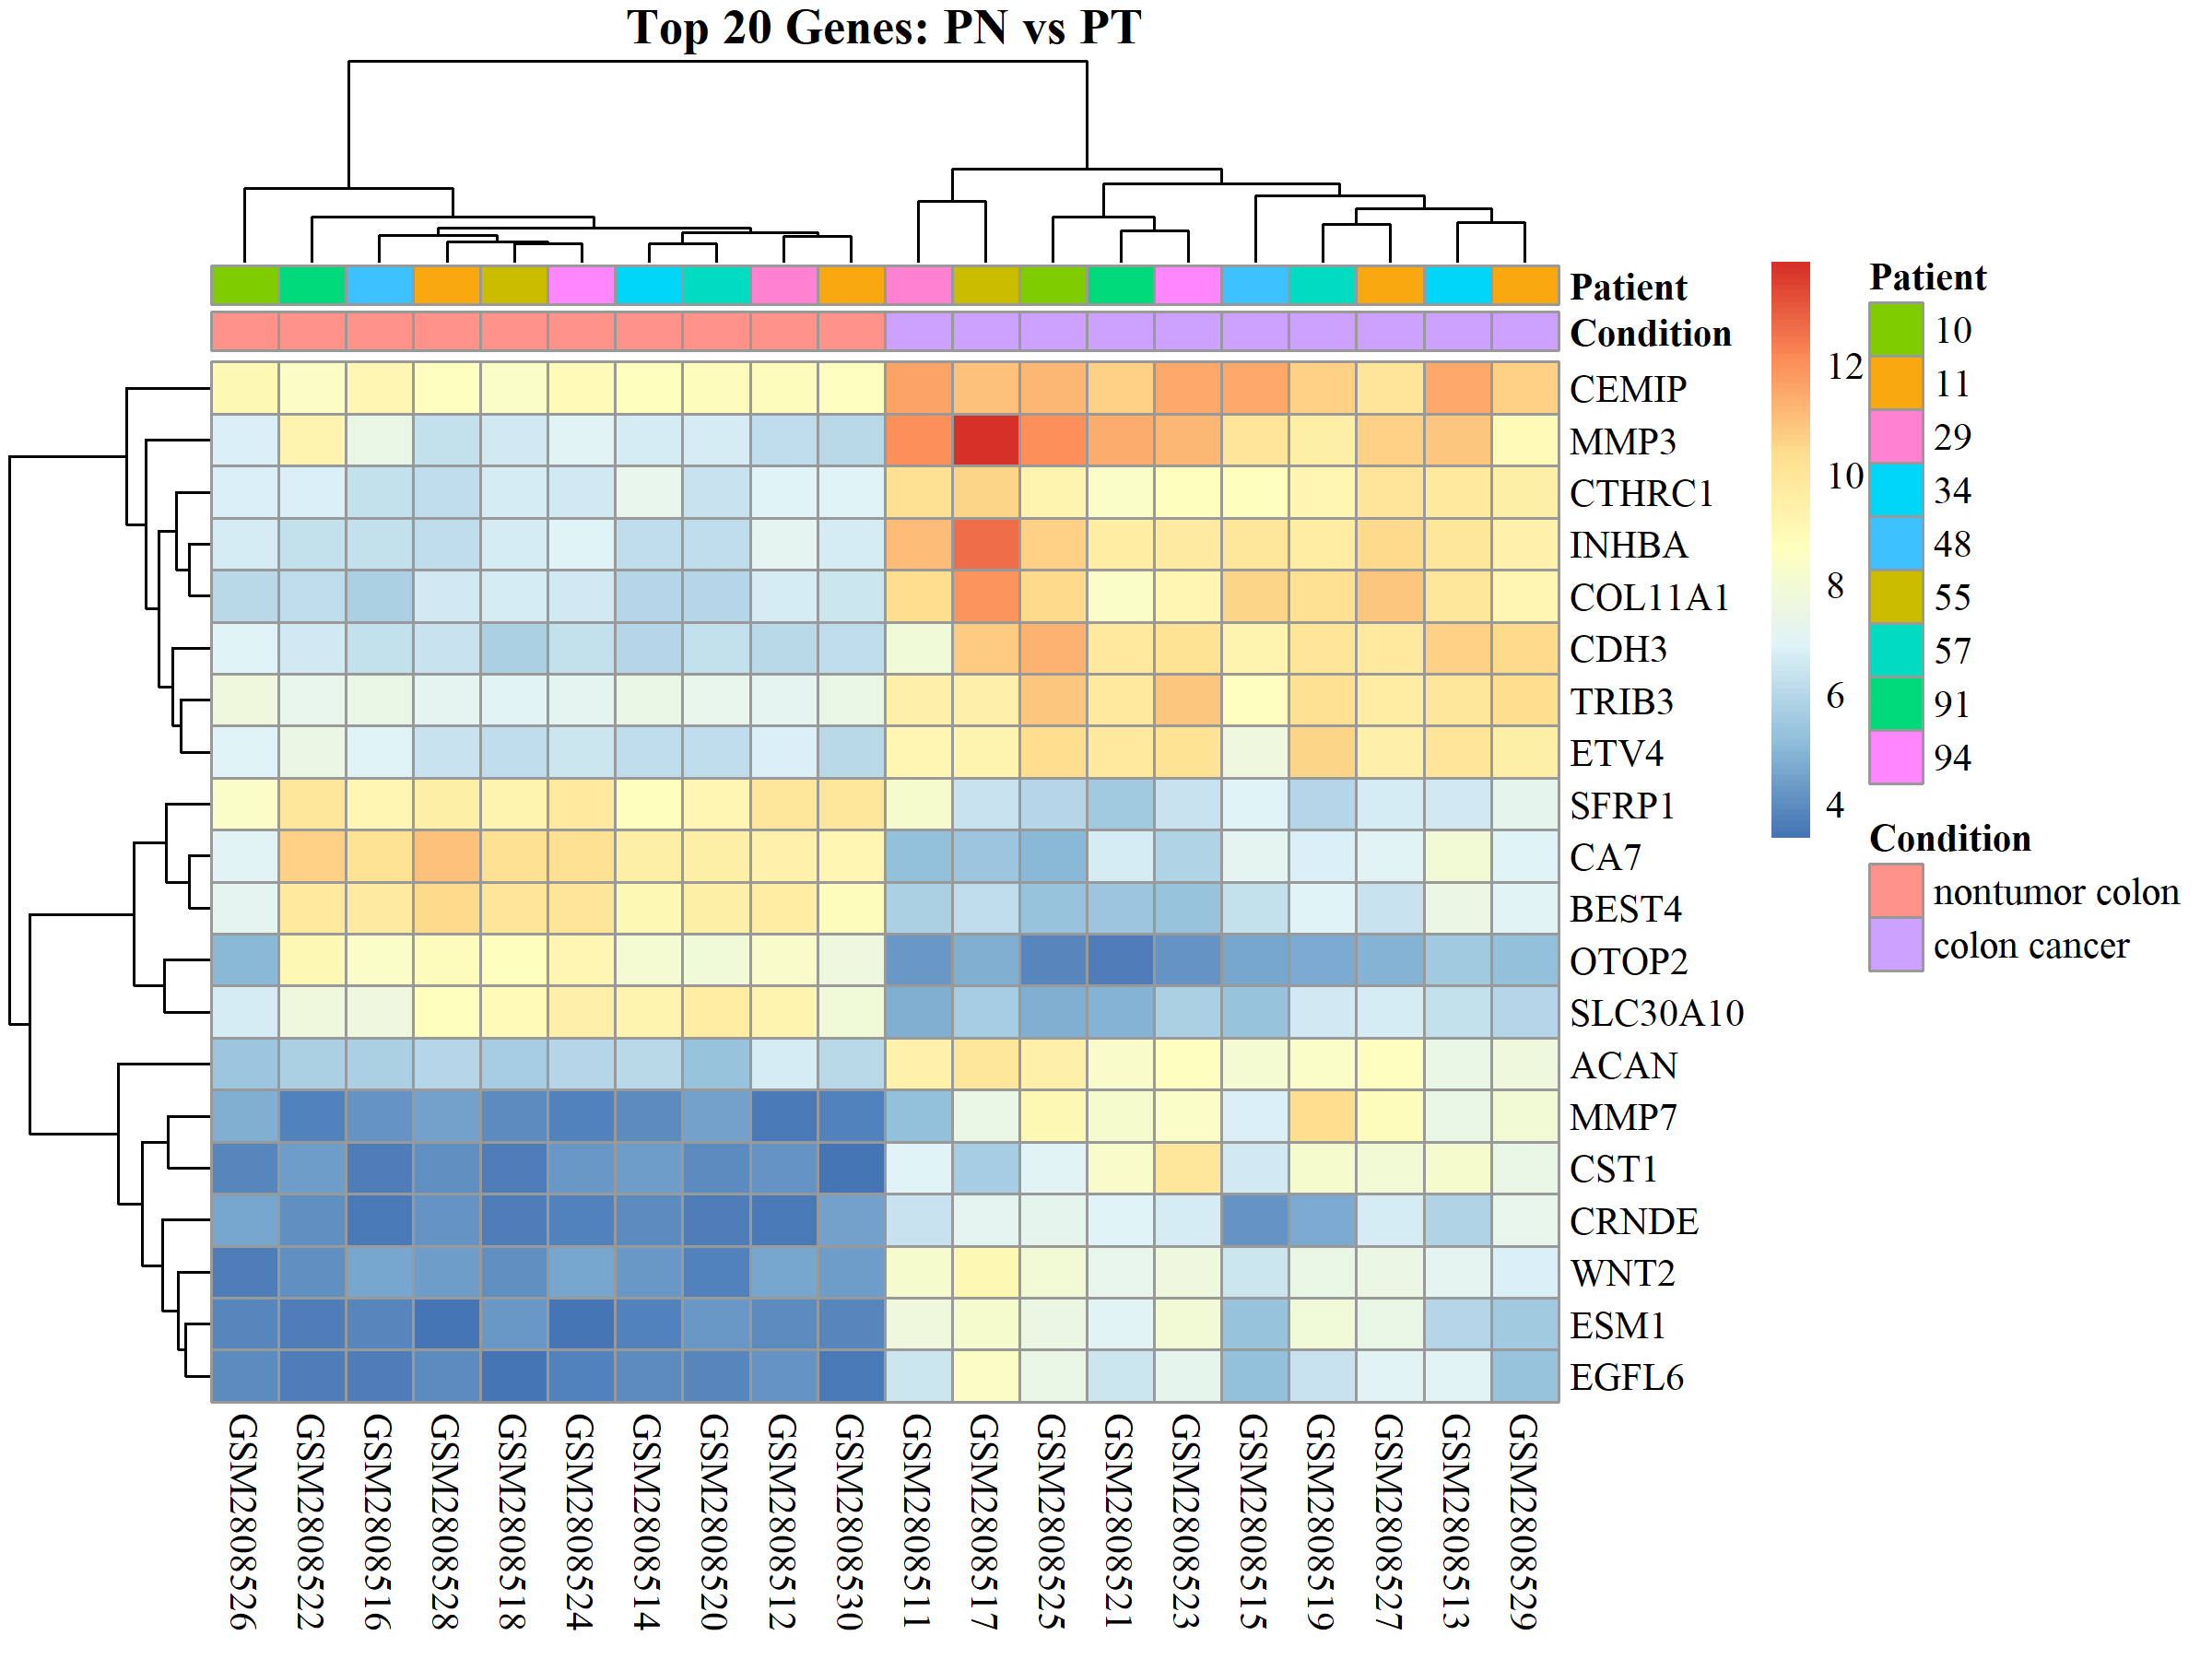 Top 20 Genes: PN vs PT
Patient
Condition
CEMIP
MMP3
CTHRC1
INHBA
COL11A1
CDH3
TRIB3
ETV4
SFRP1
CA7
BEST4
OTOP2
SLC30A10
ACAN
MMP7
CST1
CRNDE
WNT2
ESM1
EGFL6
GSM2808526
GSM2808522
GSM2808516
GSM2808528
GSM2808518
GSM2808524
GSM2808514
GSM2808520
GSM2808512
GSM2808530
GSM2808511
GSM2808517
GSM2808525
GSM2808521
GSM2808523
GSM2808515
GSM2808519
GSM2808527
GSM2808513
GSM2808529
12
10
8
6
4
Patient
10
11
29
34
48
55
57
91
94
Condition
nontumor colon
colon cancer